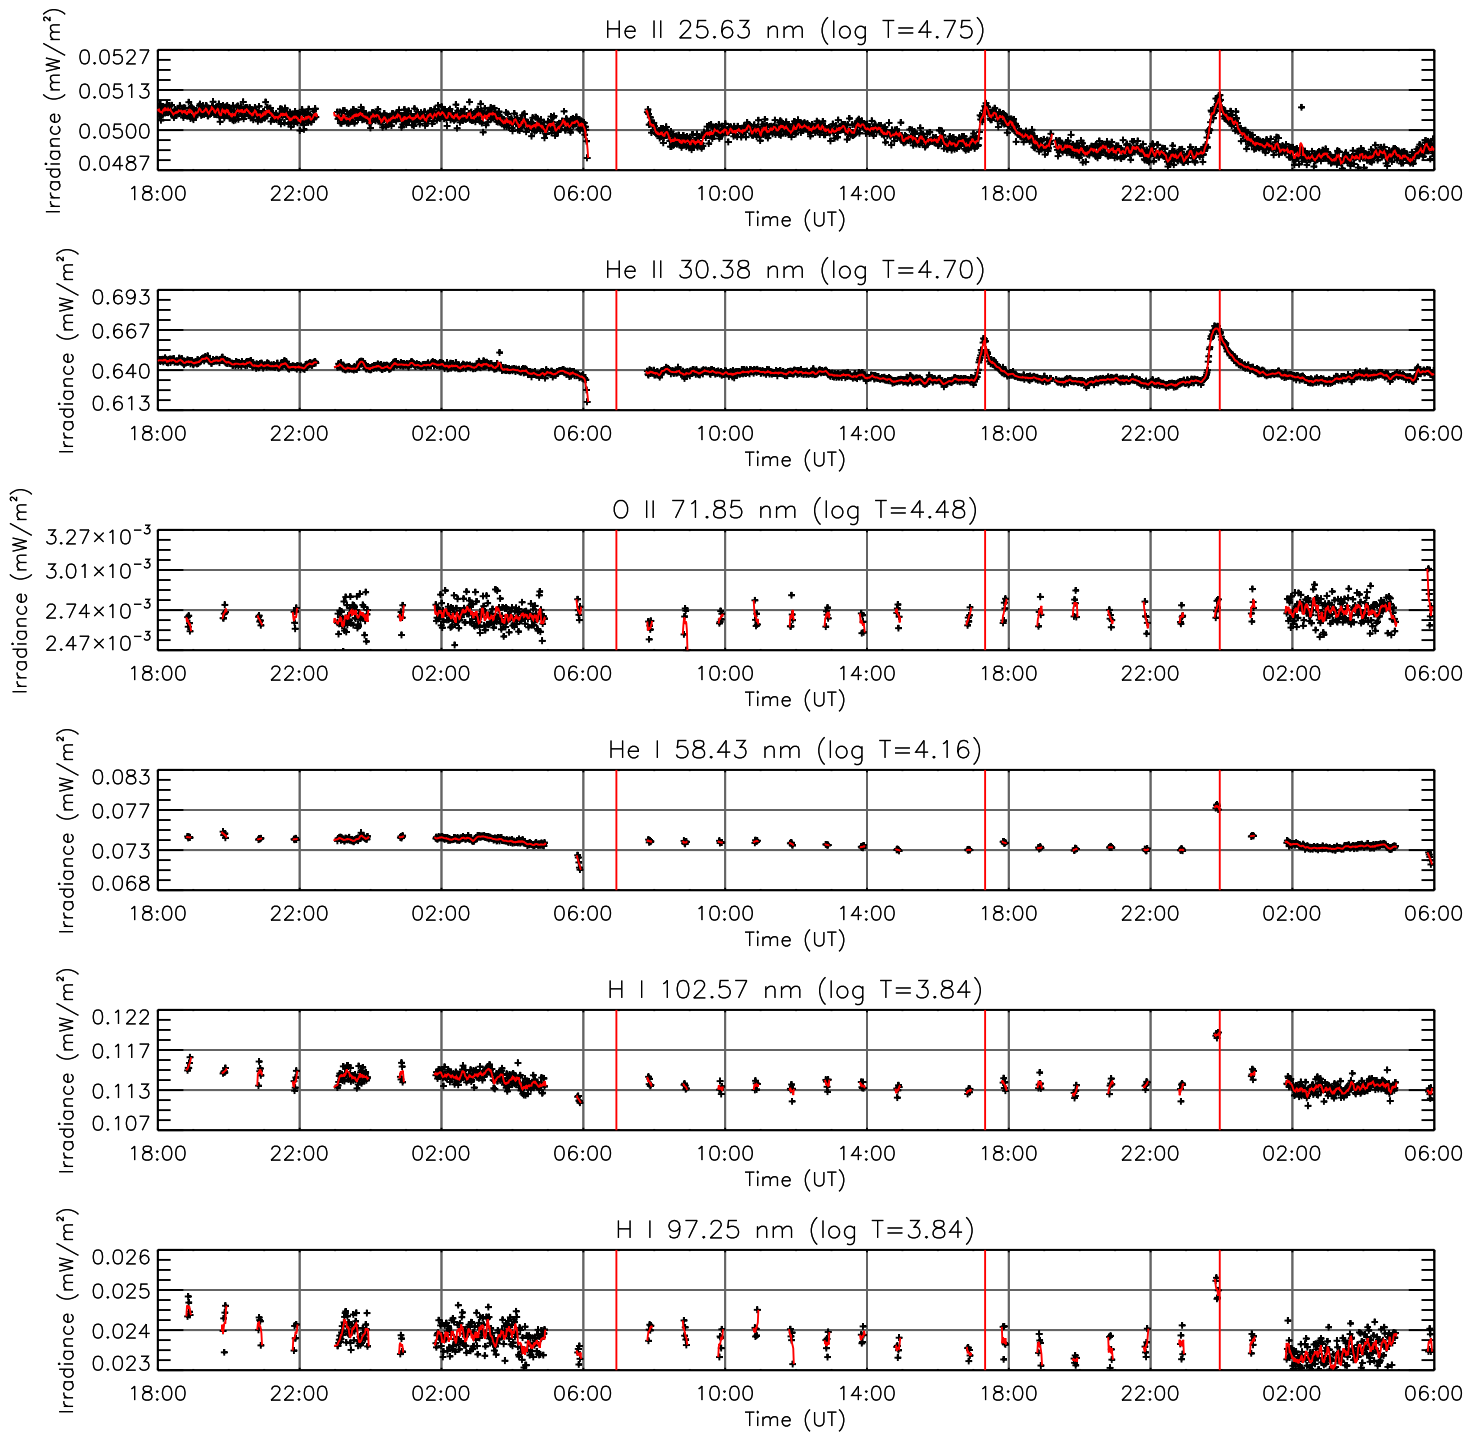 He II 25.63 nm (log T=4.75)
Irradiance (mW/m²)
0.0527
0.0513
0.0500
0.0487
18:00 22:00 02:00 06:00 10:00 14:00 18:00 22:00 02:00 06:00
Time (UT)
He II 30.38 nm (log T=4.70)
Irradiance (mW/m²)
0.693
0.667
0.640
0.613
18:00 22:00 02:00 06:00 10:00 14:00 18:00 22:00 02:00 06:00
Time (UT)
O II 71.85 nm (log T=4.48)
Irradiance (mW/m²)
3.27×10⁻³
3.01×10⁻³
2.74×10⁻³
2.47×10⁻³
18:00 22:00 02:00 06:00 10:00 14:00 18:00 22:00 02:00 06:00
Time (UT)
He I 58.43 nm (log T=4.16)
Irradiance (mW/m²)
0.083
0.077
0.073
0.068
18:00 22:00 02:00 06:00 10:00 14:00 18:00 22:00 02:00 06:00
Time (UT)
H I 102.57 nm (log T=3.84)
Irradiance (mW/m²)
0.122
0.117
0.113
0.107
18:00 22:00 02:00 06:00 10:00 14:00 18:00 22:00 02:00 06:00
Time (UT)
H I 97.25 nm (log T=3.84)
Irradiance (mW/m²)
0.026
0.025
0.024
0.023
18:00 22:00 02:00 06:00 10:00 14:00 18:00 22:00 02:00 06:00
Time (UT)